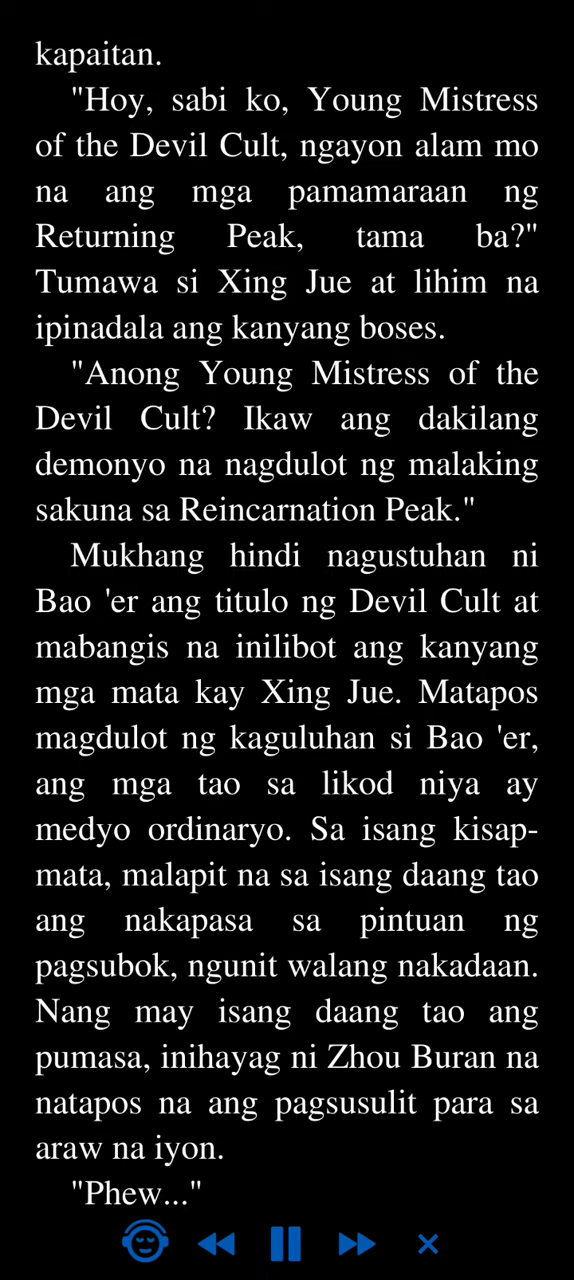 kapaitan.
"Hoy, sabi ko, Young Mistress
of the Devil Cult, ngayon alam mo
na ang mga pamamaraan ng
Returning Peak, tama ba?"
Tumawa si Xing Jue at lihim na
ipinadala ang kanyang boses.
"Anong Young Mistress of the
Devil Cult? Ikaw ang dakilang
demonyo na nagdulot ng malaking
sakuna sa Reincarnation Peak."
Mukhang hindi nagustuhan ni
Bao 'er ang titulo ng Devil Cult at
mabangis na inilibot ang kanyang
mga mata kay Xing Jue. Matapos
magdulot ng kaguluhan si Bao 'er,
ang mga tao sa likod niya ay
medyo ordinaryo. Sa isang kisap-
mata, malapit na sa isang daang tao
ang nakapasa sa pintuan ng
pagsubok, ngunit walang nakadaan.
Nang may isang daang tao ang
pumasa, inihayag ni Zhou Buran na
natapos na ang pagsusulit para sa
araw na iyon.
"Phew..."